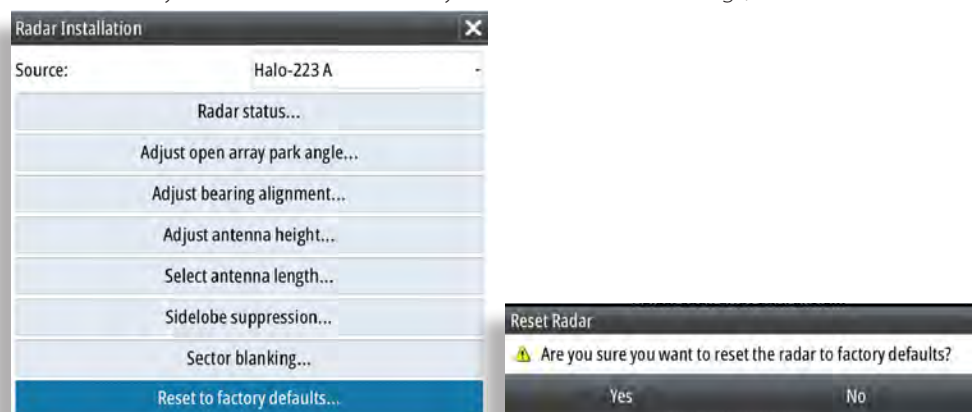 Radar Installation
Source: Halo-223 A
Radar status...
Adjust open array park angle...
Adjust bearing alignment...
Adjust antenna height...
Select antenna length...
Sidelobe suppression...
Sector blanking...
Reset to factory defaults...
Reset Radar
Are you sure you want to reset the radar to factory defaults?
Yes No